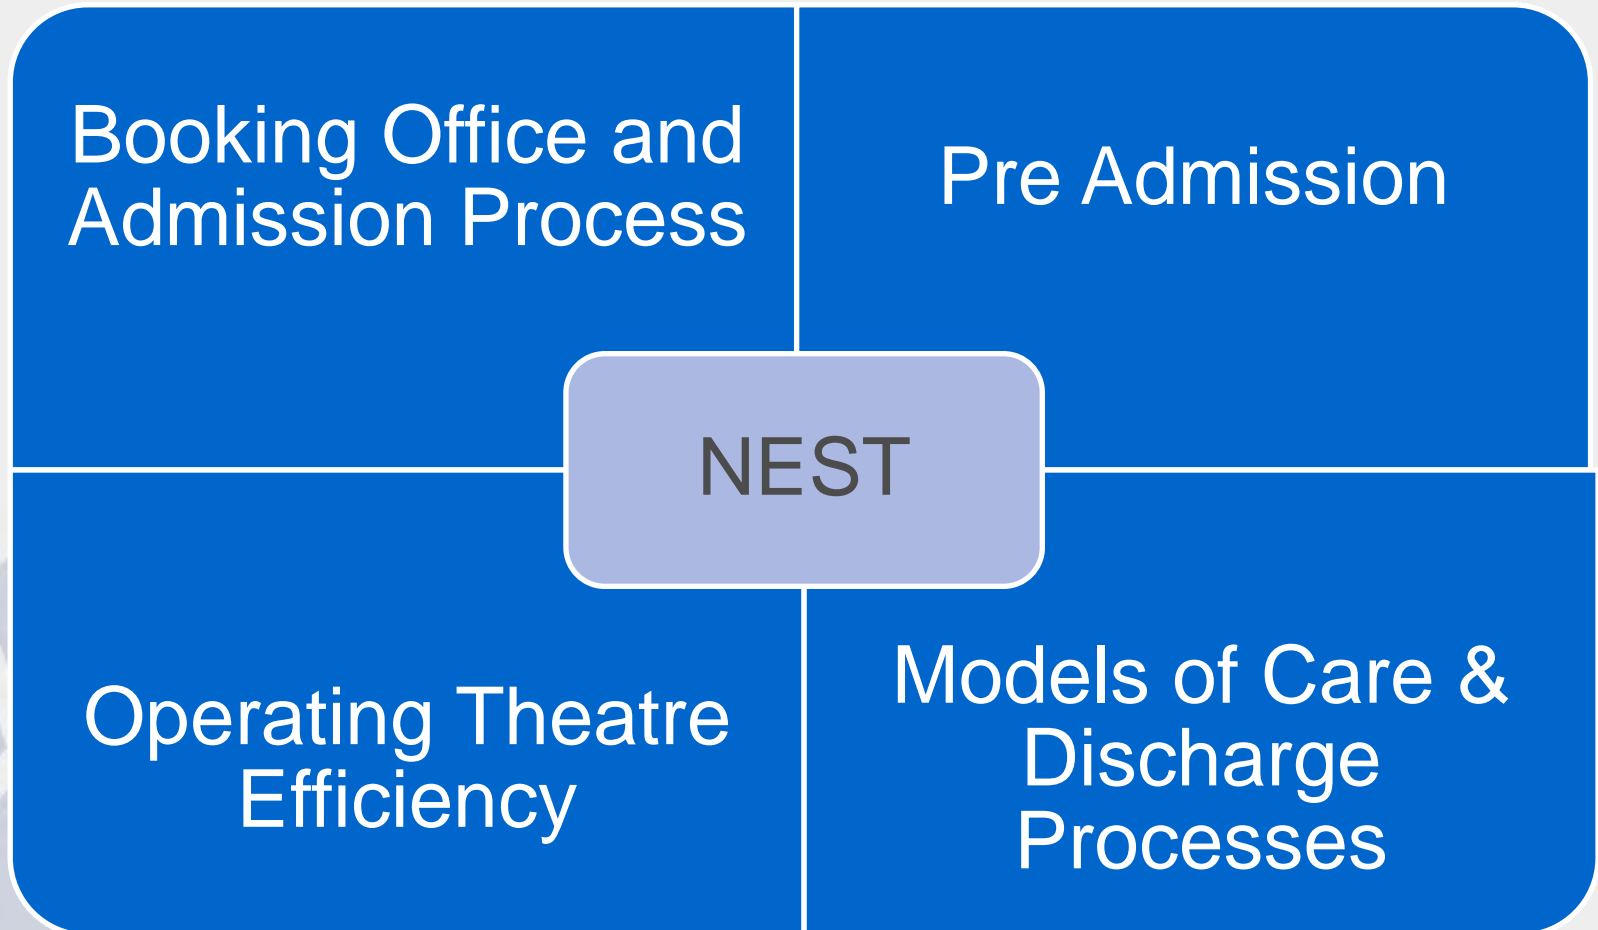 Booking Office and
Admission Process
Pre Admission
NEST
Operating Theatre
Efficiency
Models of Care &
Discharge
Processes